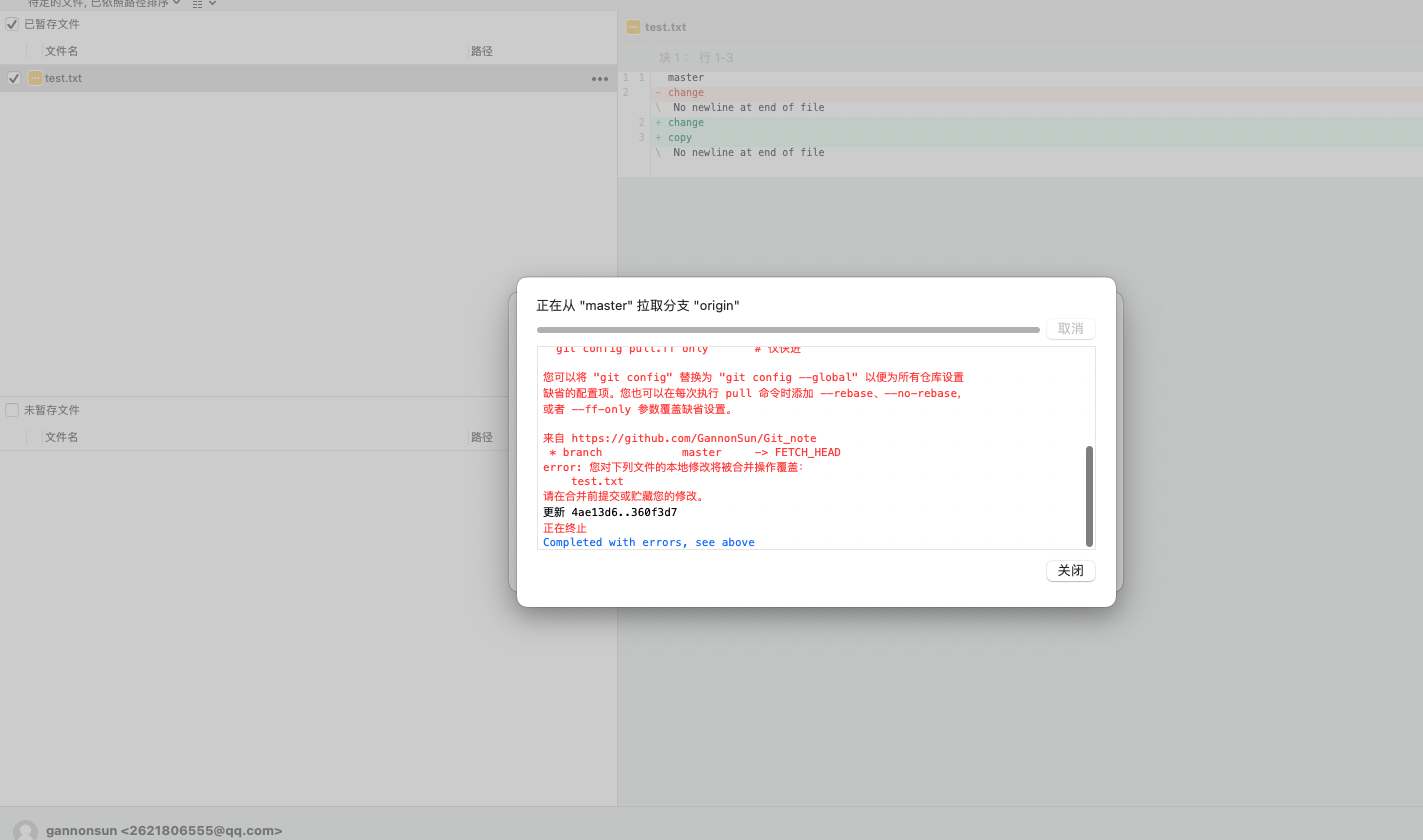 待定的文件, 已依照路径排序
已暂存文件
文件名 路径
test.txt
test.txt
块 1： 行 1-3
1 1 master
2 - change
\ No newline at end of file
2 + change
3 + copy
\ No newline at end of file
未暂存文件
文件名 路径
正在从 "master" 拉取分支 "origin"
取消
git config pull.ff only # 仅快进
您可以将 "git config" 替换为 "git config --global" 以便为所有仓库设置
缺省的配置项。您也可以在每次执行 pull 命令时添加 --rebase、--no-rebase,
或者 --ff-only 参数覆盖缺省设置。
来自 https://github.com/GannonSun/Git_note
* branch master -> FETCH_HEAD
error: 您对下列文件的本地修改将被合并操作覆盖:
test.txt
请在合并前提交或贮藏您的修改。
更新 4ae13d6..360f3d7
正在终止
Completed with errors, see above
关闭
gannonsun <2621806555@qq.com>